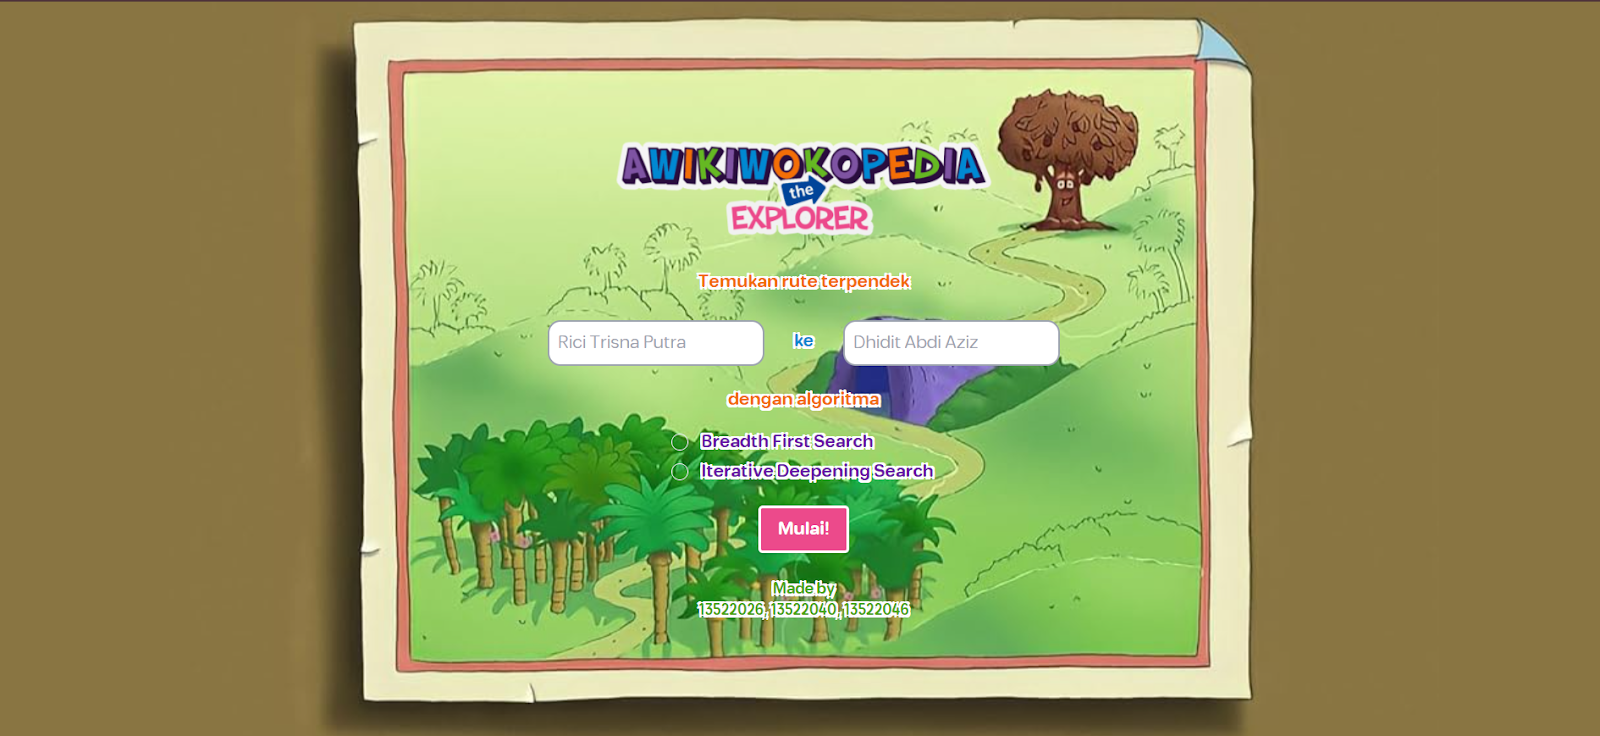 AWIKIWOKOPEDIA
the
EXPLORER
Temukan rute terpendek
Rici Trisna Putra ke Dhidit Abdi Aziz
dengan algoritma
Breadth First Search
Iterative Deepening Search
Mulai!
Made by
13522026, 13522040, 13522046